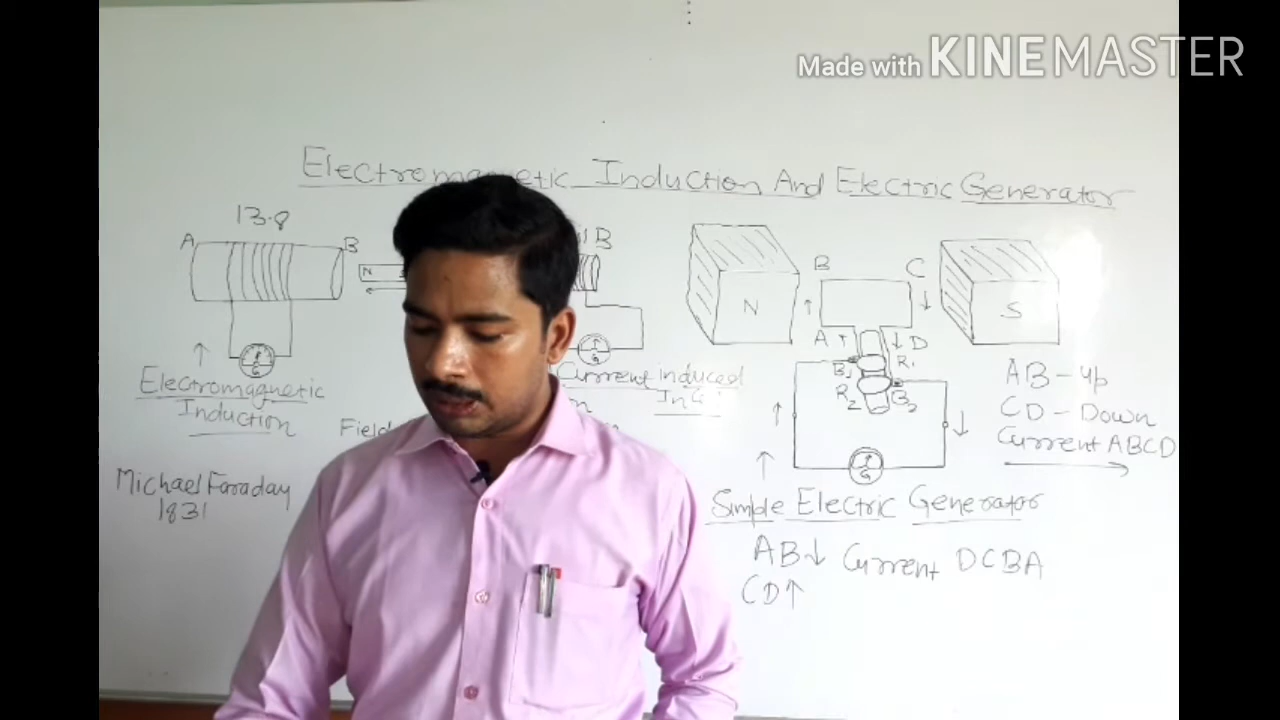 Made with KINEMASTER
Electromagnetic Induction And Electric Generator
13.8
A B
N
B
G
G
Electromagnetic
Induction
Current induced
In G
Field
Michael Faraday
1831
N
S
B C
A D
B1 R1
R2 B2
G
AB - up
CD - Down
Current ABCD
Simple Electric Generator
AB↓ Current DCBA
CD↑